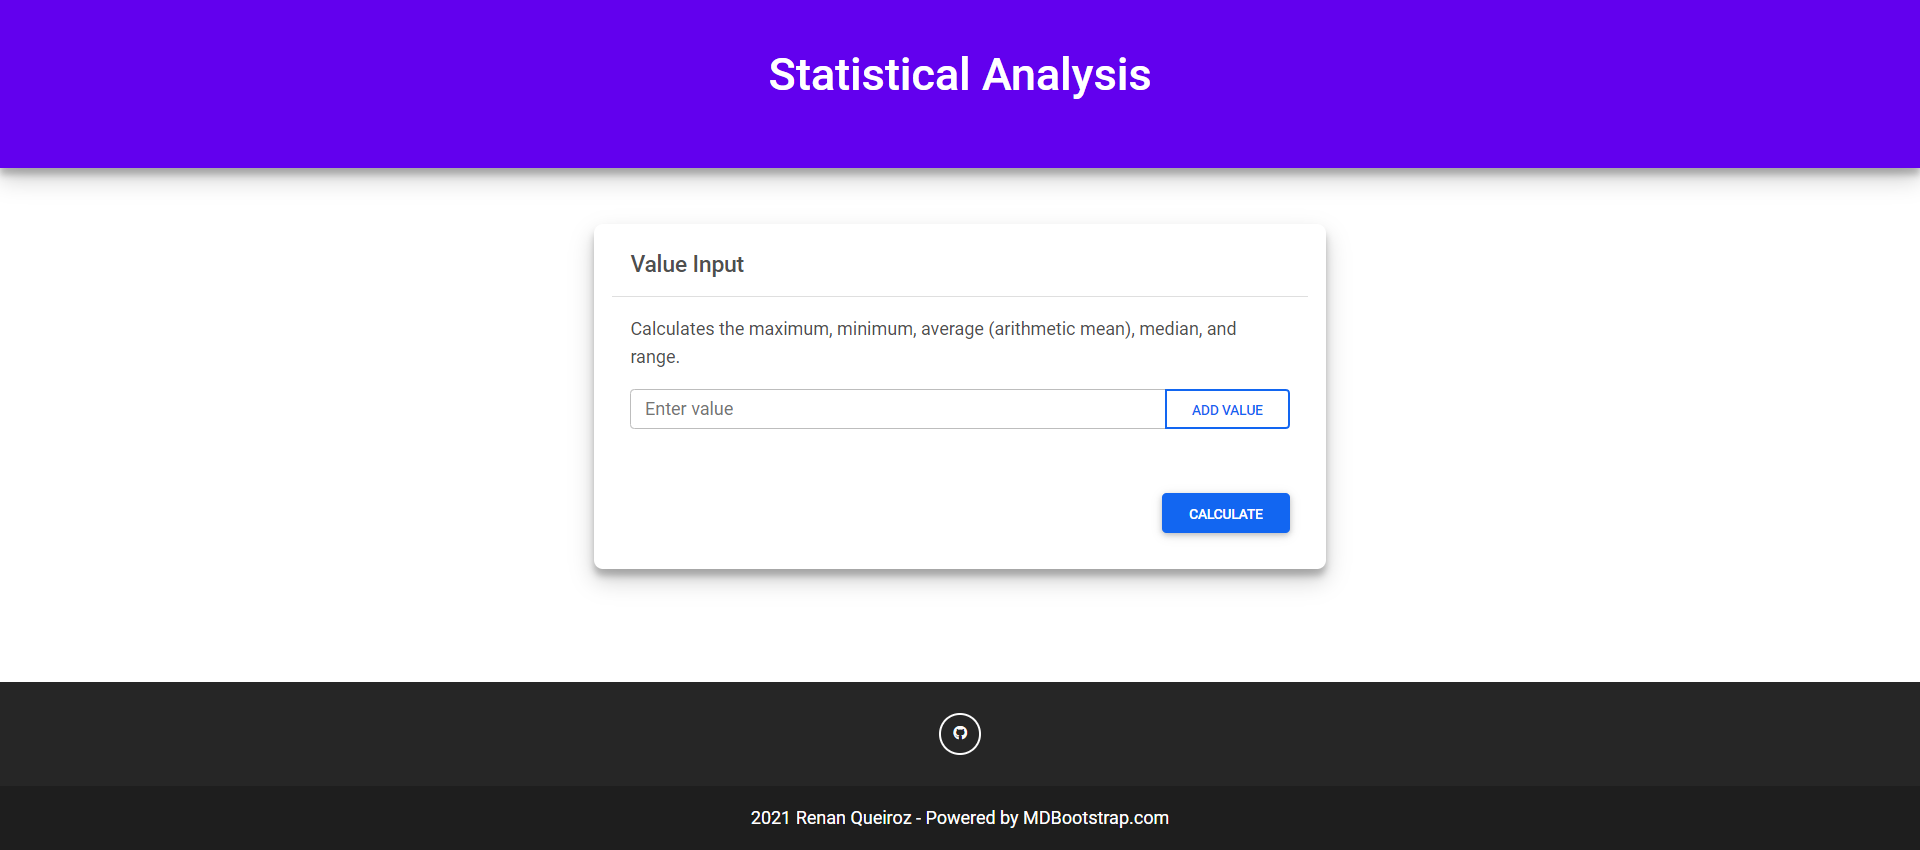 Statistical Analysis
Value Input
Calculates the maximum, minimum, average (arithmetic mean), median, and
range.
Enter value
ADD VALUE
CALCULATE
2021 Renan Queiroz - Powered by MDBootstrap.com